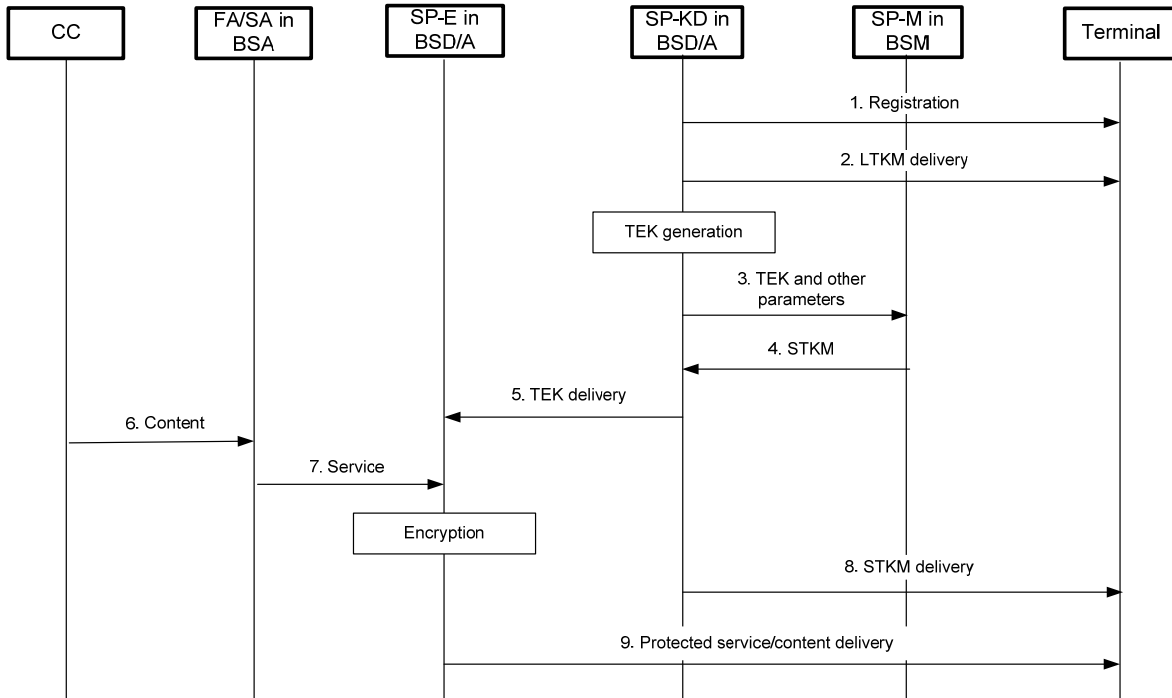 CC
FA/SA in
BSA
SP-E in
BSD/A
SP-KD in
BSD/A
SP-M in
BSM
Terminal
1. Registration
2. LTKM delivery
TEK generation
3. TEK and other
parameters
4. STKM
5. TEK delivery
6. Content
7. Service
Encryption
8. STKM delivery
9. Protected service/content delivery